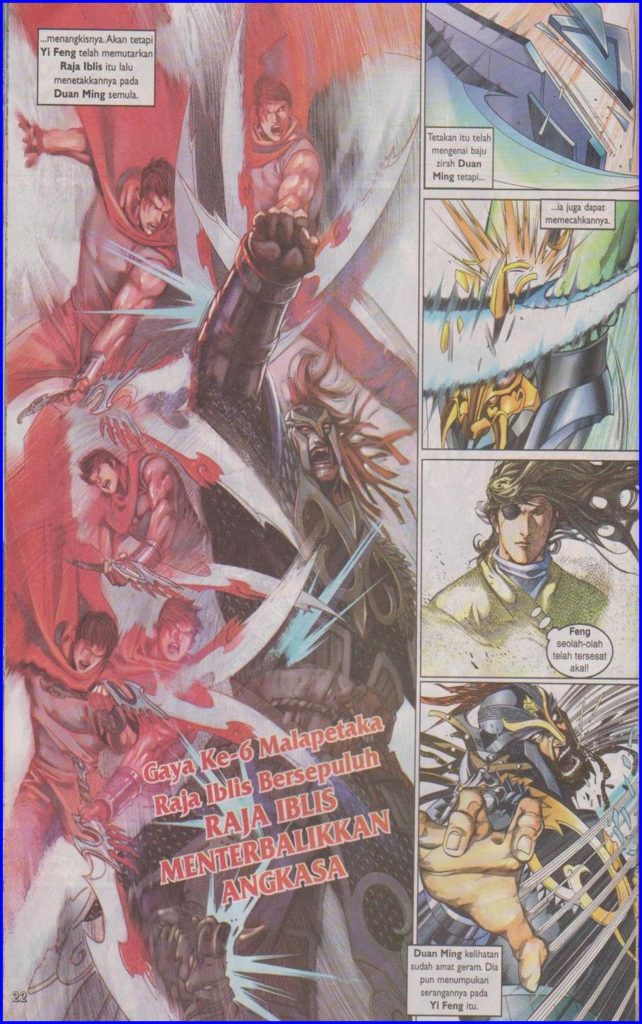 ...menangkisnya. Akan tetapi
Yi Feng telah memutarkan
Raja Iblis itu lalu
menetakkannya pada
Duan Ming semula.
Tetakan itu telah
mengenai baju
zirah Duan
Ming tetapi...
...ia juga dapat
memecahkannya.
Feng
seolah-olah
telah tersesat
akal!
Gaya Ke-6 Malapetaka
Raja Iblis Bersepuluh
RAJA IBLIS
MENTERBALIKKAN
ANGKASA
Duan Ming kelihatan
sudah amat geram. Dia
pun menumpukan
serangannya pada
Yi Feng itu.
22